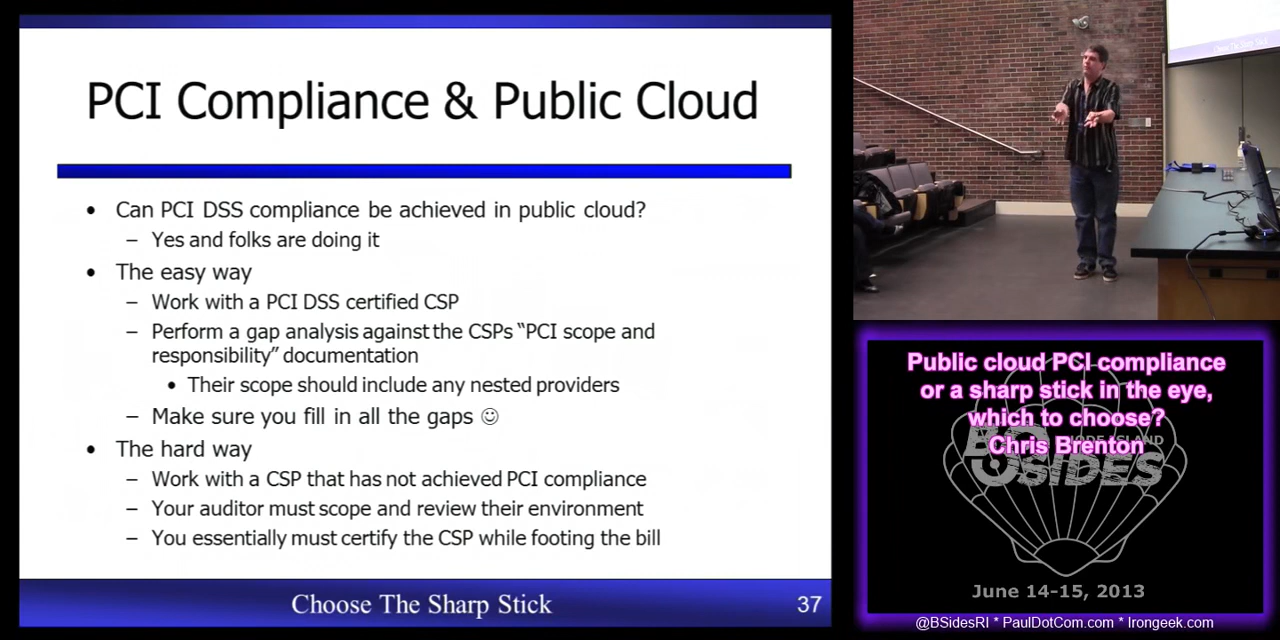 PCI Compliance & Public Cloud
• Can PCI DSS compliance be achieved in public cloud?
– Yes and folks are doing it
• The easy way
– Work with a PCI DSS certified CSP
– Perform a gap analysis against the CSPs “PCI scope and
responsibility” documentation
• Their scope should include any nested providers
– Make sure you fill in all the gaps ☺
• The hard way
– Work with a CSP that has not achieved PCI compliance
– Your auditor must scope and review their environment
– You essentially must certify the CSP while footing the bill
Choose The Sharp Stick
37
Public cloud PCI compliance
or a sharp stick in the eye,
which to choose?
Chris Brenton
BSIDES
June 14-15, 2013
@BSidesRI * PaulDotCom.com * Irongeek.com